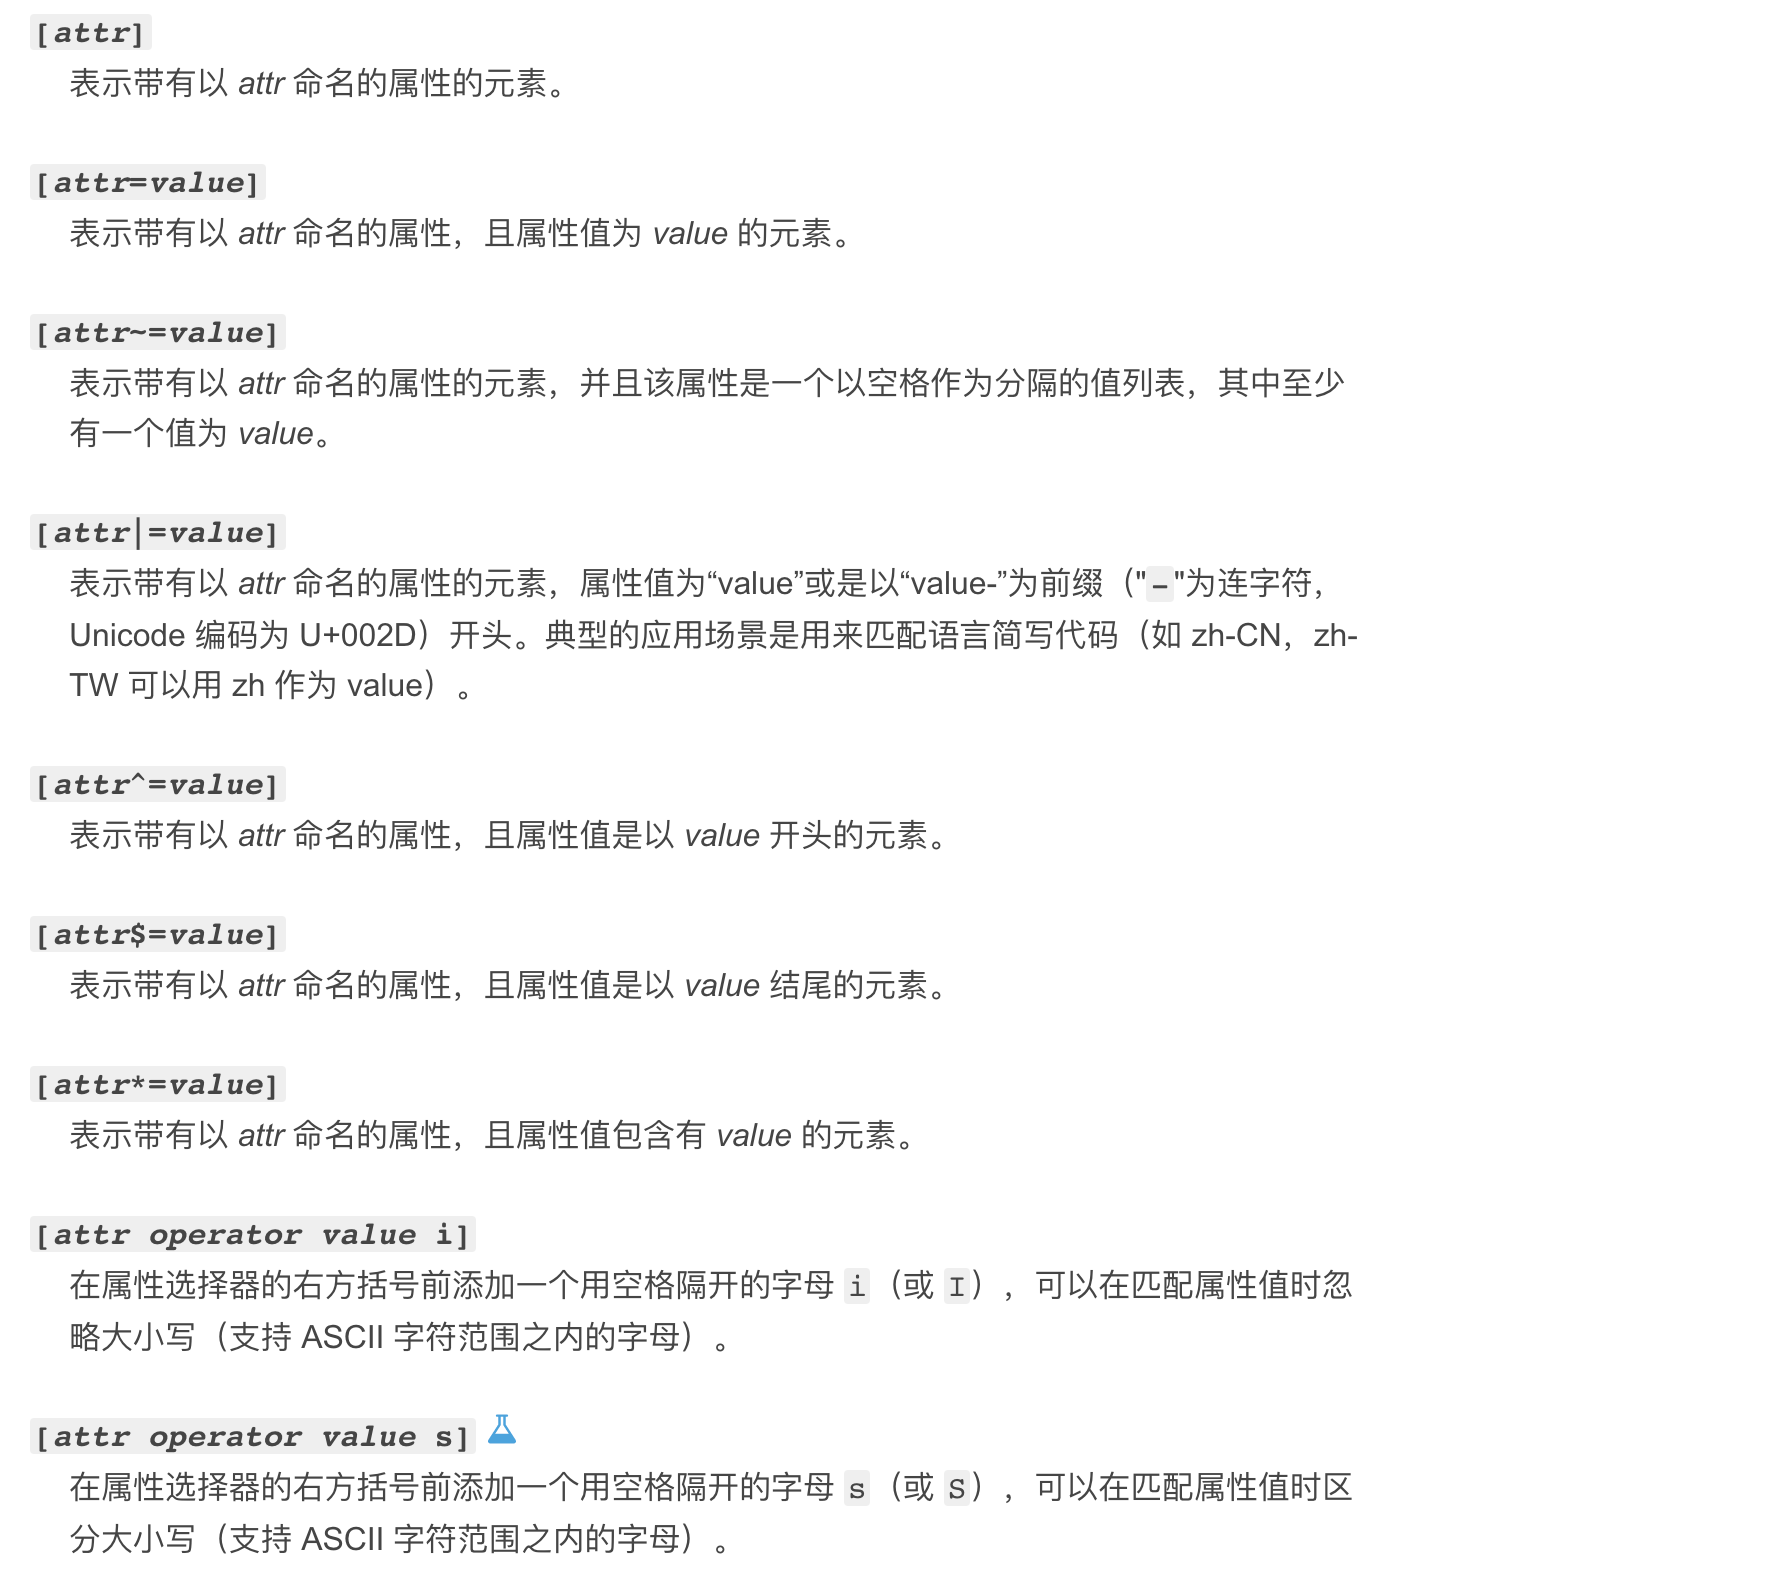 [attr]
表示带有以 attr 命名的属性的元素。
[attr=value]
表示带有以 attr 命名的属性，且属性值为 value 的元素。
[attr~=value]
表示带有以 attr 命名的属性的元素，并且该属性是一个以空格作为分隔的值列表，其中至少
有一个值为 value。
[attr|=value]
表示带有以 attr 命名的属性的元素，属性值为“value”或是以“value-”为前缀（"-"为连字符，
Unicode 编码为 U+002D）开头。典型的应用场景是用来匹配语言简写代码（如 zh-CN，zh-
TW 可以用 zh 作为 value）。
[attr^=value]
表示带有以 attr 命名的属性，且属性值是以 value 开头的元素。
[attr$=value]
表示带有以 attr 命名的属性，且属性值是以 value 结尾的元素。
[attr*=value]
表示带有以 attr 命名的属性，且属性值包含有 value 的元素。
[attr operator value i]
在属性选择器的右方括号前添加一个用空格隔开的字母 i（或 I），可以在匹配属性值时忽
略大小写（支持 ASCII 字符范围之内的字母）。
[attr operator value s]
在属性选择器的右方括号前添加一个用空格隔开的字母 s（或 S），可以在匹配属性值时区
分大小写（支持 ASCII 字符范围之内的字母）。